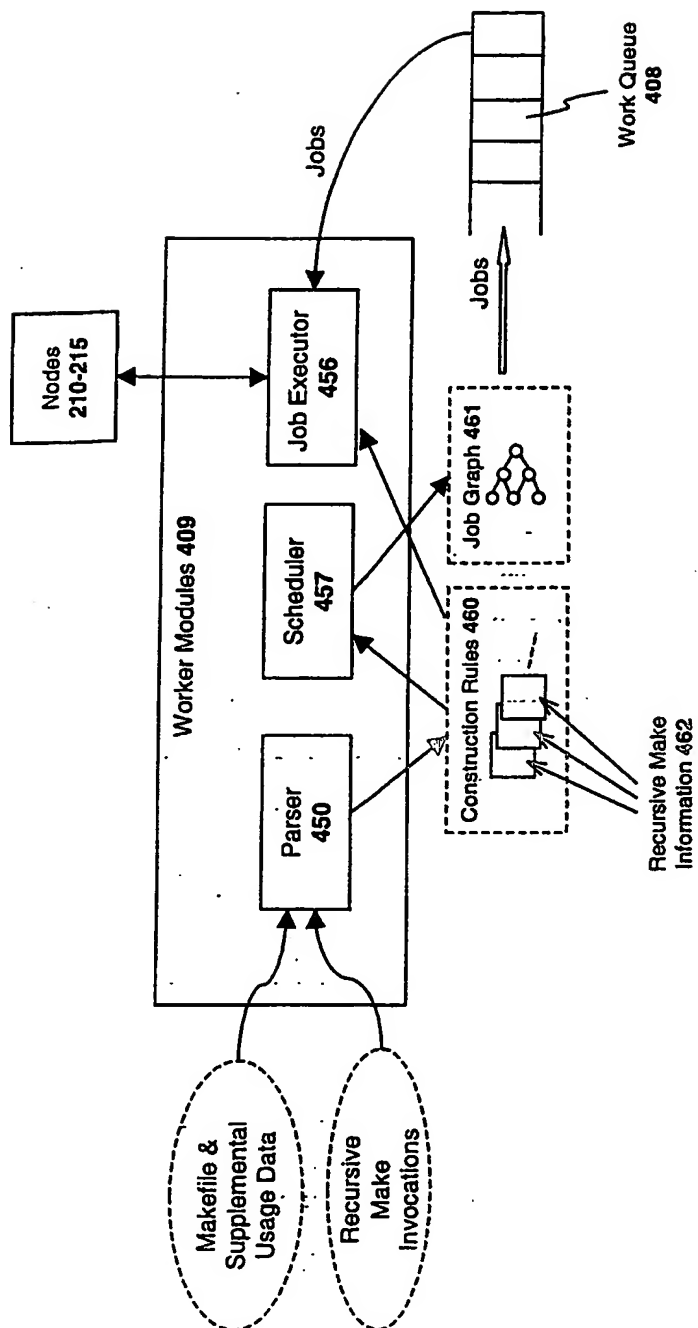 Makefile &
Supplemental
Usage Data
Recursive
Make
Invocations
Worker Modules 409
Parser
450
Scheduler
457
Job Executor
456
Nodes
210-215
Construction Rules 460
Job Graph 461
Recursive Make
Information 462
Jobs
Jobs
Work Queue
408